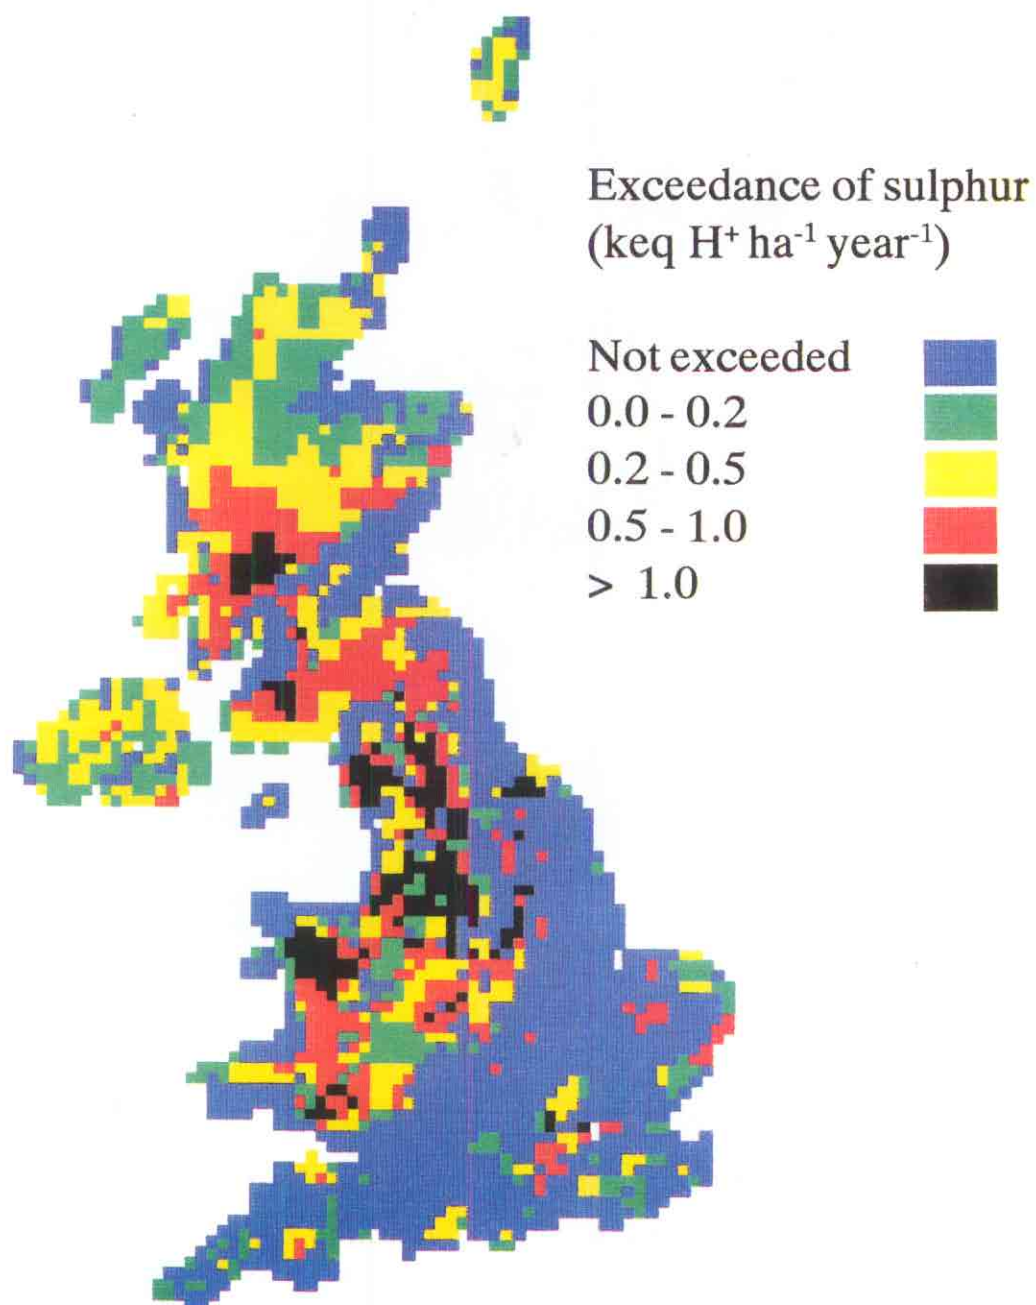 Exceedance of sulphur
(keq H⁺ ha⁻¹ year⁻¹)
Not exceeded
0.0 - 0.2
0.2 - 0.5
0.5 - 1.0
> 1.0